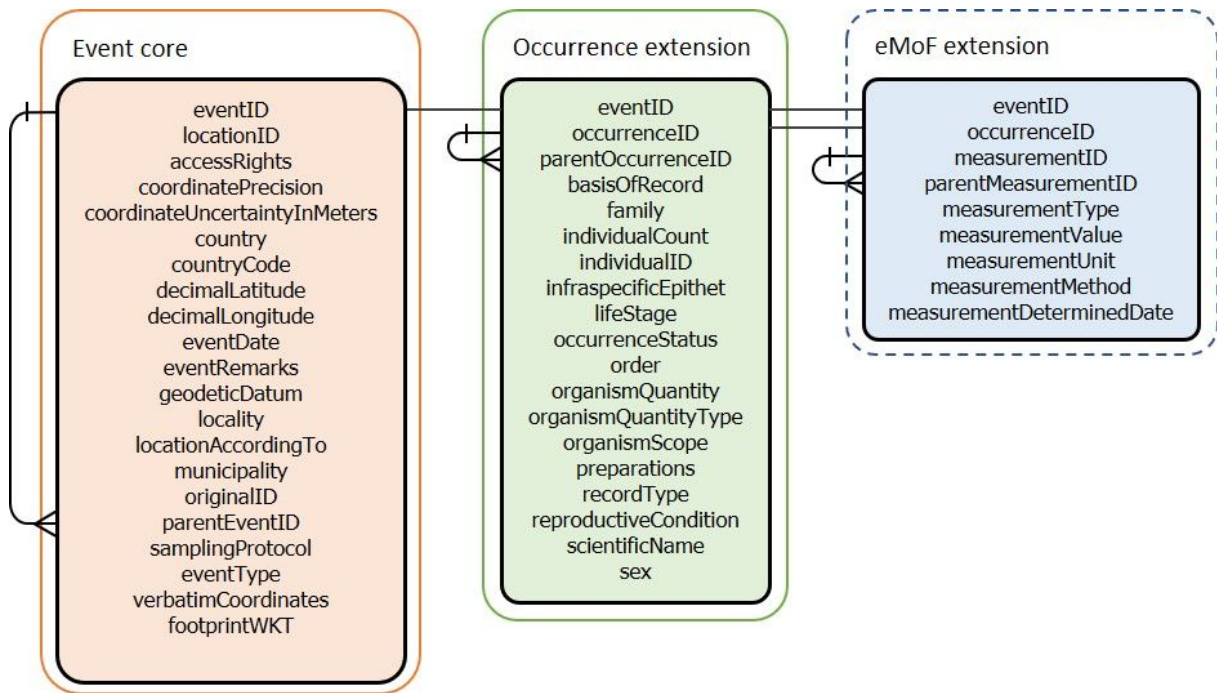 Event core
eventID
locationID
accessRights
coordinatePrecision
coordinateUncertaintyInMeters
country
countryCode
decimalLatitude
decimalLongitude
eventDate
eventRemarks
geodeticDatum
locality
locationAccordingTo
municipality
originalID
parentEventID
samplingProtocol
eventType
verbatimCoordinates
footprintWKT
Occurrence extension
eventID
occurrenceID
parentOccurrenceID
basisOfRecord
family
individualCount
individualID
infraspecificEpithet
lifeStage
occurrenceStatus
order
organismQuantity
organismQuantityType
organismScope
preparations
recordType
reproductiveCondition
scientificName
sex
eMoF extension
eventID
occurrenceID
measurementID
parentMeasurementID
measurementType
measurementValue
measurementUnit
measurementMethod
measurementDeterminedDate